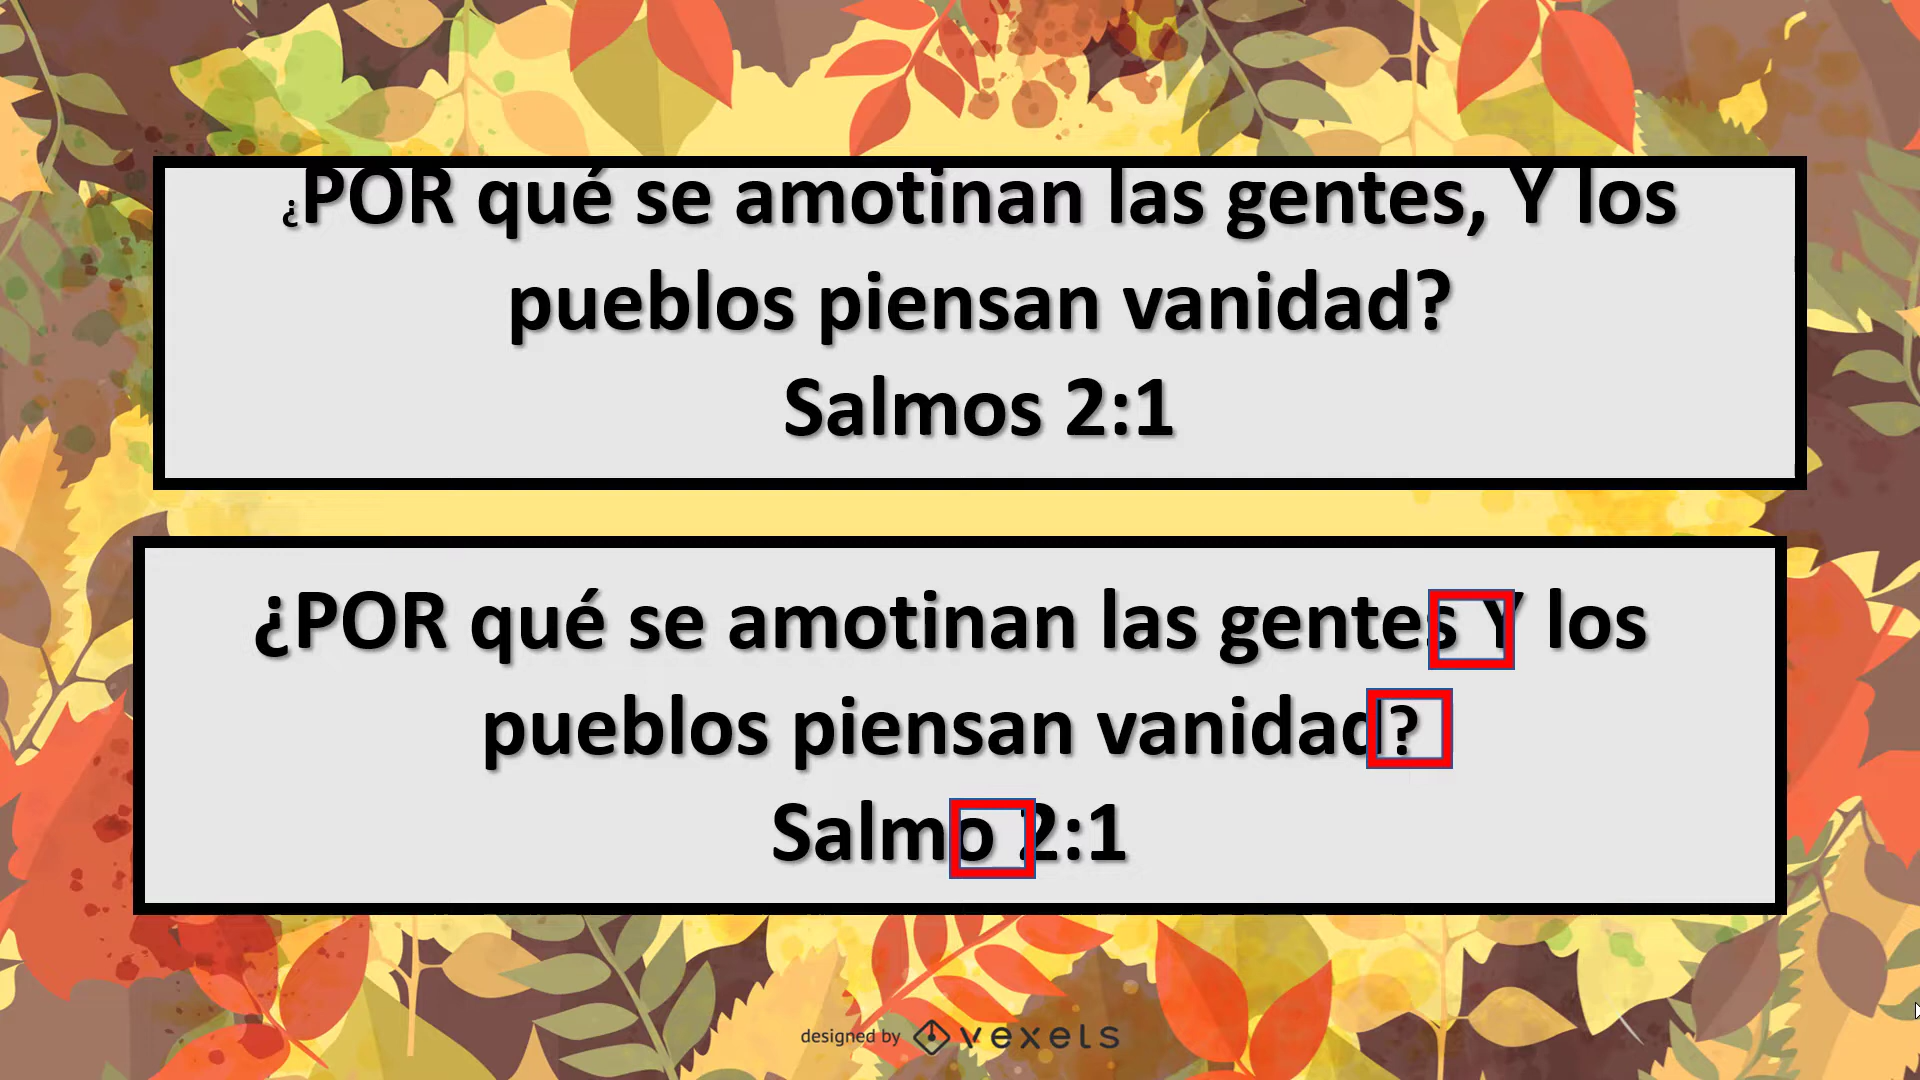 ¿POR qué se amotinan las gentes, Y los
pueblos piensan vanidad?
Salmos 2:1
¿POR qué se amotinan las gentes Y los
pueblos piensan vanidad?
Salmo 2:1
designed by vexels